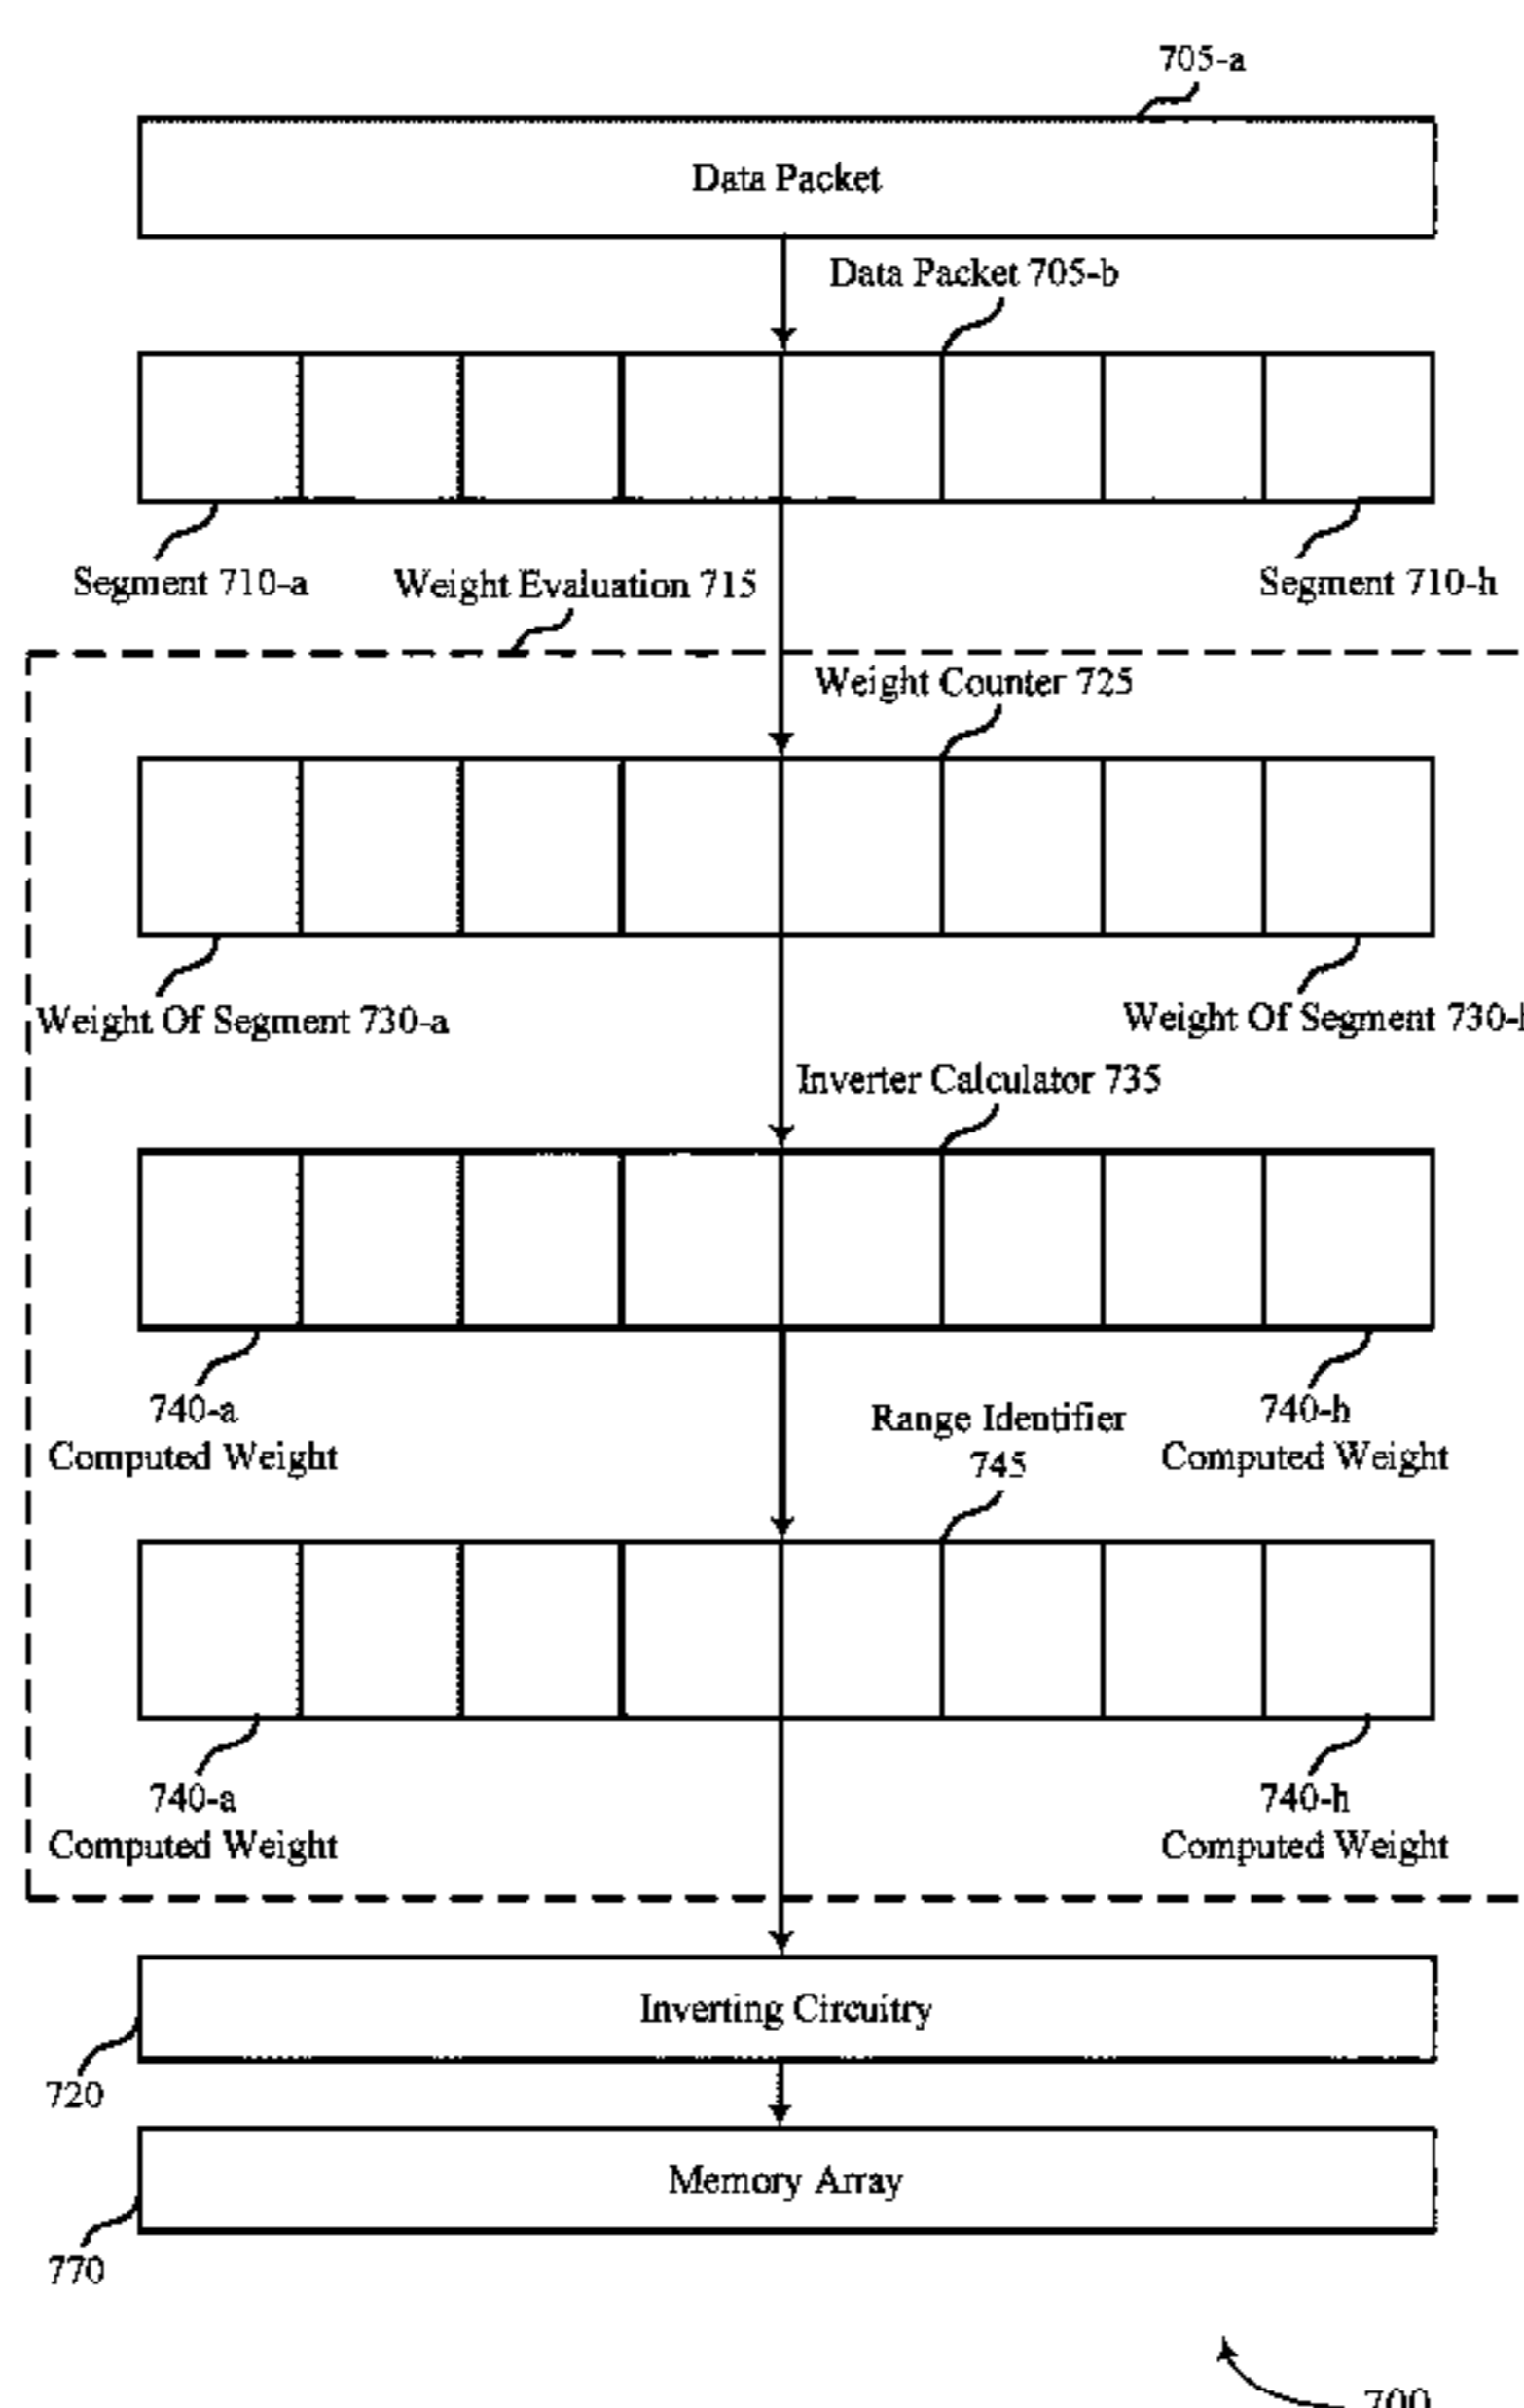 705-a
Data Packet
Data Packet 705-b
Segment 710-a
Weight Evaluation 715
Segment 710-h
Weight Counter 725
Weight Of Segment 730-a
Weight Of Segment
Inverter Calculator 735
740-a
Computed Weight
Range Identifier
745
740-h
Computed Weight
740-a
Computed Weight
740-h
Computed Weight
Inverting Circuitry
720
Memory Array
770
700